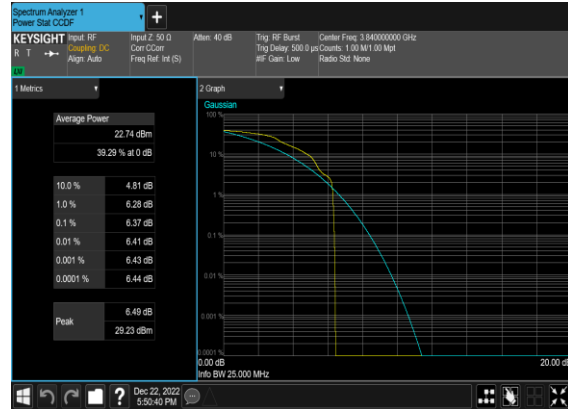 Spectrum Analyzer 1
Power Stat CCDF
KEYSIGHT
R T
LM
Input: RF
Coupling: DC
Align: Auto
Input Z: 50 Ω
Corr CCorr
Freq Ref: Int (S)
Atten: 40 dB
Trig: RF Burst
Trig Delay: 500.0 µs
#IF Gain: Low
Center Freq: 3.840000000 GHz
Counts: 1.00 M/1.00 Mpt
Radio Std: None
1 Metrics
Average Power
22.74 dBm
39.29 % at 0 dB
10.0 % 4.81 dB
1.0 % 6.28 dB
0.1 % 6.37 dB
0.01 % 6.41 dB
0.001 % 6.43 dB
0.0001 % 6.44 dB
Peak
6.49 dB
29.23 dBm
2 Graph
Gaussian
100 %
10 %
1 %
0.1 %
0.01 %
0.001 %
0.0001 %
0.00 dB
20.00 dB
Info BW 25.000 MHz
Dec 22, 2022
5:50:40 PM